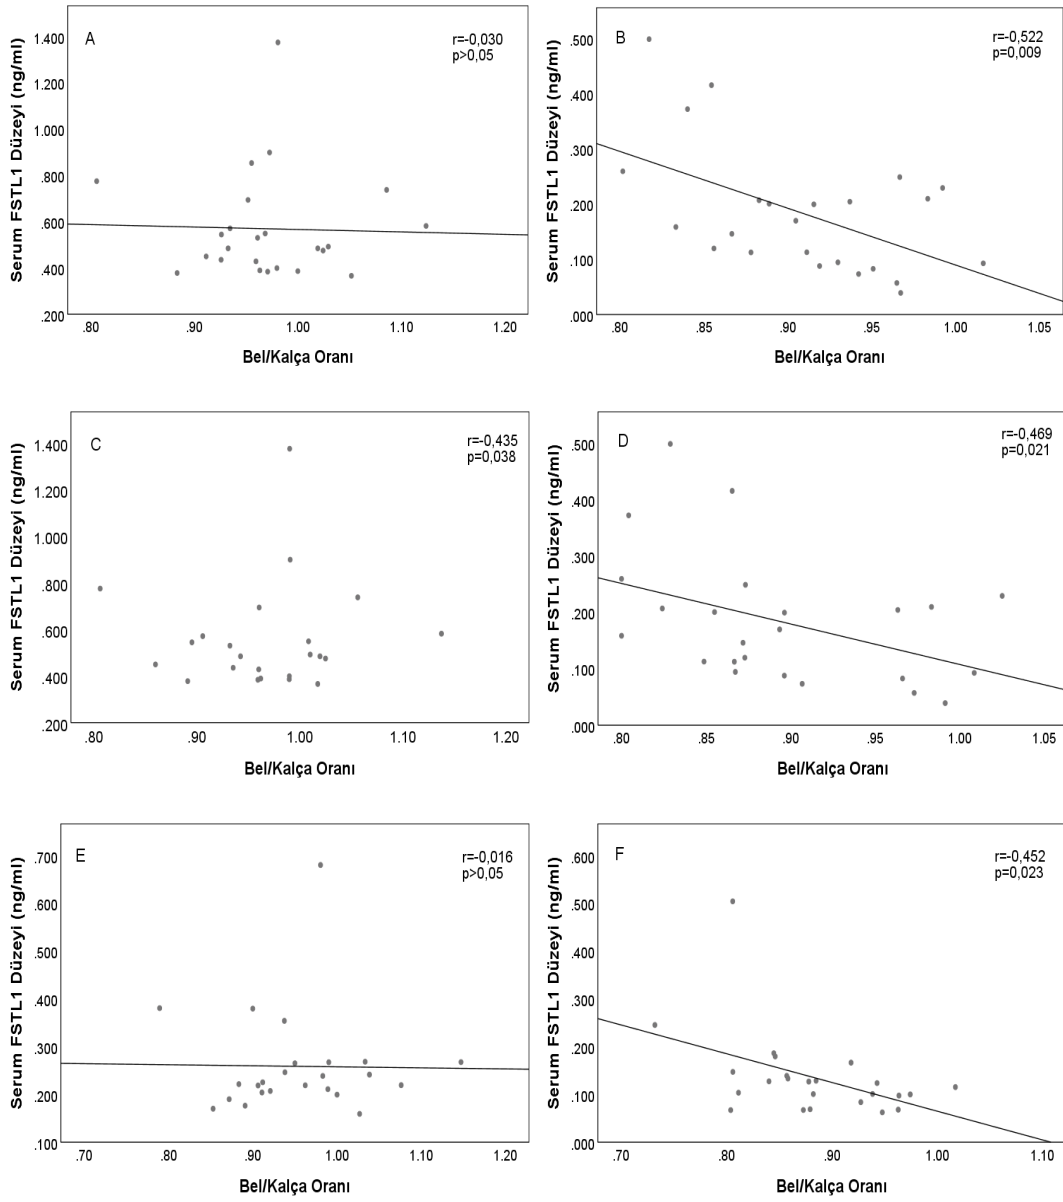 A
r=-0,030
p>0,05
Serum FSTL1 Düzeyi (ng/ml)
1.400
1.200
1.000
.800
.600
.400
.200
.80 .90 1.00 1.10 1.20
Bel/Kalça Oranı
B
r=-0,522
p=0,009
Serum FSTL1 Düzeyi (ng/ml)
.500
.400
.300
.200
.100
.000
.80 .85 .90 .95 1.00 1.05
Bel/Kalça Oranı
C
r=-0,435
p=0,038
Serum FSTL1 Düzeyi (ng/ml)
1.400
1.200
1.000
.800
.600
.400
.200
.80 .90 1.00 1.10 1.20
Bel/Kalça Oranı
D
r=-0,469
p=0,021
Serum FSTL1 Düzeyi (ng/ml)
.500
.400
.300
.200
.100
.000
.80 .85 .90 .95 1.00 1.05
Bel/Kalça Oranı
E
r=-0,016
p>0,05
Serum FSTL1 Düzeyi (ng/ml)
.700
.600
.500
.400
.300
.200
.100
.70 .80 .90 1.00 1.10 1.20
Bel/Kalça Oranı
F
r=-0,452
p=0,023
Serum FSTL1 Düzeyi (ng/ml)
.600
.500
.400
.300
.200
.100
.000
.70 .80 .90 1.00 1.10
Bel/Kalça Oranı